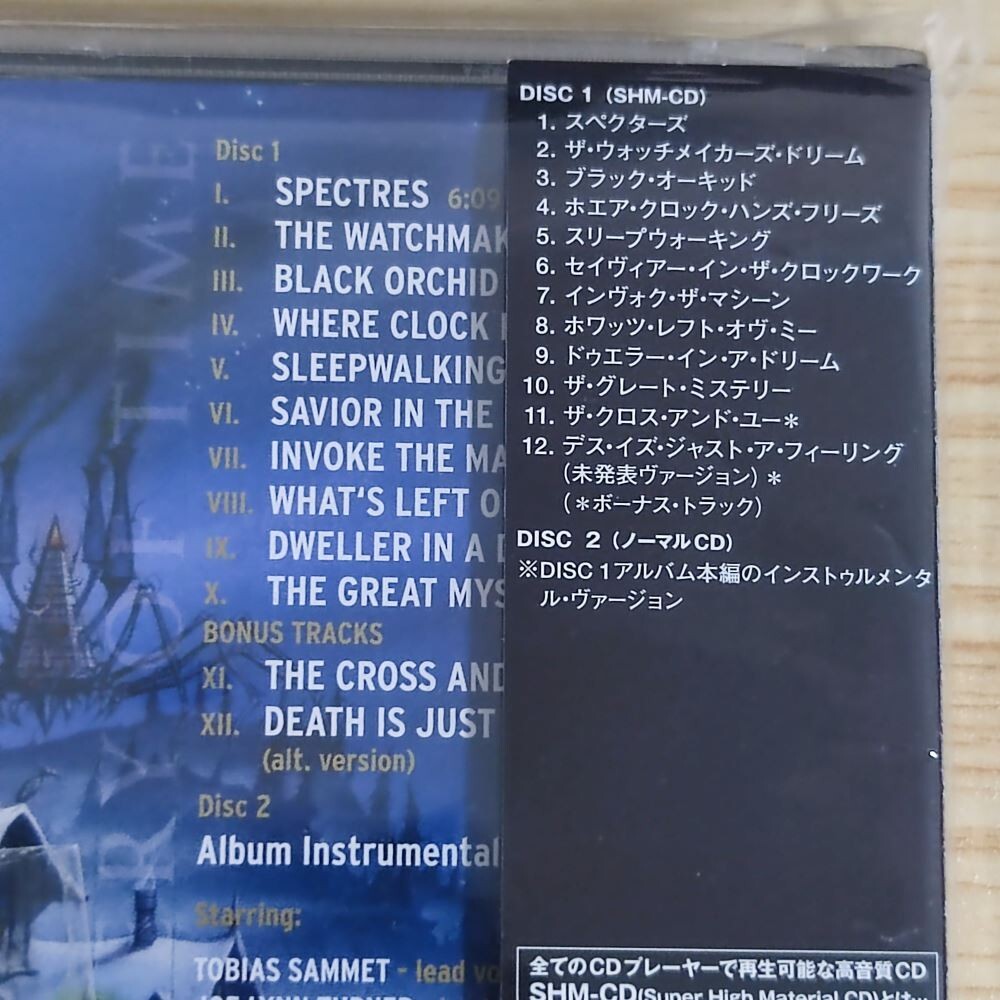 Disc 1
I. SPECTRES 6:09
II. THE WATCHMAK
III. BLACK ORCHID
IV. WHERE CLOCK
V. SLEEPWALKING
VI. SAVIOR IN THE
VII. INVOKE THE MA
VIII. WHAT'S LEFT O
IX. DWELLER IN A
X. THE GREAT MYS
BONUS TRACKS
XI. THE CROSS AND
XII. DEATH IS JUST
(alt. version)
Disc 2
Album Instrumental
Starring:
TOBIAS SAMMET - lead vo
JOE LYNN TURNER
DISC 1 (SHM-CD)
1. スペクターズ
2. ザ・ウォッチメイカーズ・ドリーム
3. ブラック・オーキッド
4. ホエア・クロック・ハンズ・フリーズ
5. スリープウォーキング
6. セイヴィアー・イン・ザ・クロックワーク
7. インヴォク・ザ・マシーン
8. ホワッツ・レフト・オヴ・ミー
9. ドゥエラー・イン・ア・ドリーム
10. ザ・グレート・ミステリー
11. ザ・クロス・アンド・ユー＊
12. デス・イズ・ジャスト・ア・フィーリング
(未発表ヴァージョン) ＊
(＊ボーナス・トラック)
DISC 2 (ノーマルCD)
※DISC 1アルバム本編のインストゥルメンタ
ル・ヴァージョン
全てのCDプレーヤーで再生可能な高音質CD
SHM-CD(Super High Material CD)とは
RY OF TIME